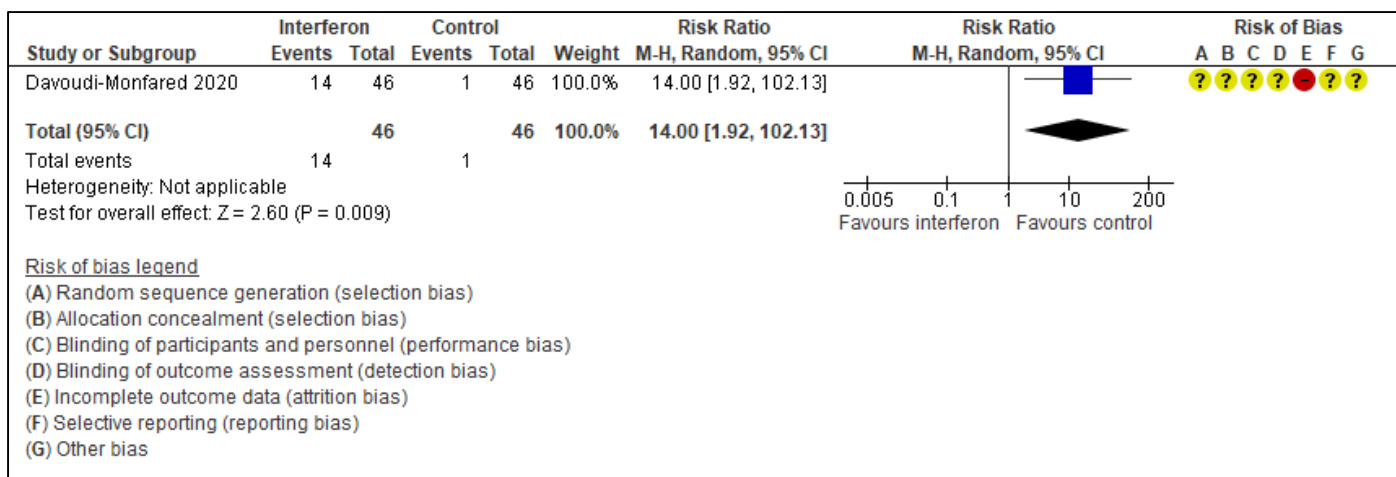 Interferon Control Risk Ratio Risk Ratio Risk of Bias
Study or Subgroup Events Total Events Total Weight M-H, Random, 95% CI M-H, Random, 95% CI A B C D E F G
Davoudi-Monfared 2020 14 46 1 46 100.0% 14.00 [1.92, 102.13] ? ? ? ? - ? ?
Total (95% CI) 46 46 100.0% 14.00 [1.92, 102.13]
Total events 14 1
Heterogeneity: Not applicable
Test for overall effect: Z = 2.60 (P = 0.009)
0.005 0.1 1 10 200
Favours interferon Favours control
Risk of bias legend
(A) Random sequence generation (selection bias)
(B) Allocation concealment (selection bias)
(C) Blinding of participants and personnel (performance bias)
(D) Blinding of outcome assessment (detection bias)
(E) Incomplete outcome data (attrition bias)
(F) Selective reporting (reporting bias)
(G) Other bias